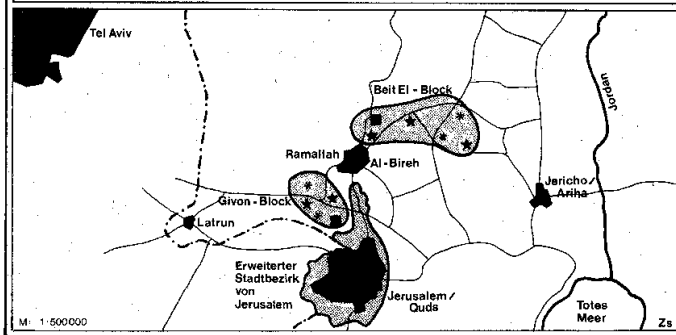 Tel Aviv
Beit El - Block
Jordan
Ramallah
Al-Bireh
Givon - Block
Jericho/
Ariha
Latrun
Erweiterter
Stadtbezirk
von
Jerusalem
Jerusalem/
Quds
Totes
Meer
M: 1:500000
Zs